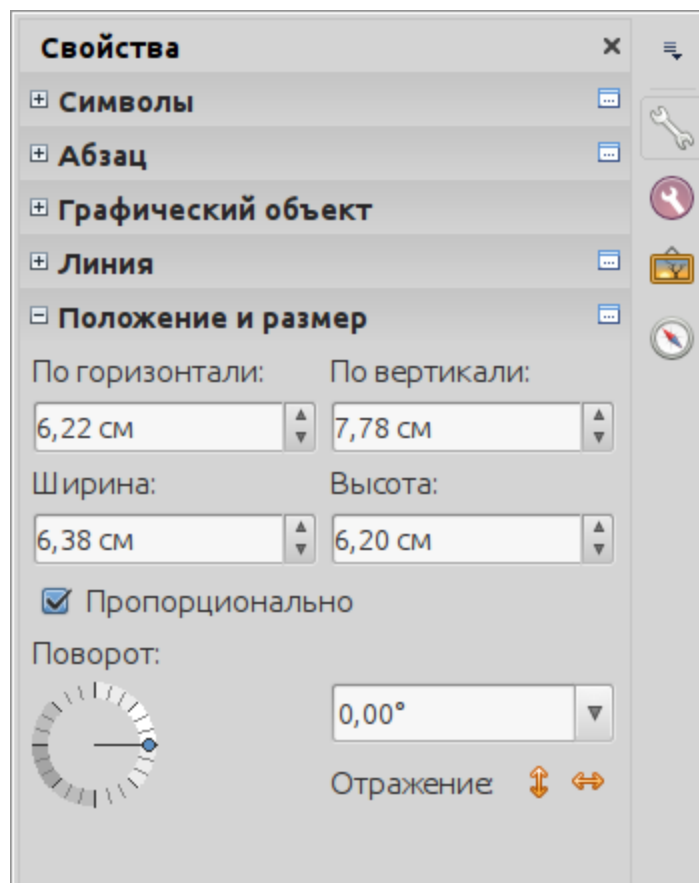 Свойства
Символы
Абзац
Графический объект
Линия
Положение и размер
По горизонтали: По вертикали:
6,22 см 7,78 см
Ширина: Высота:
6,38 см 6,20 см
Пропорционально
Поворот:
0,00°
Отражение: